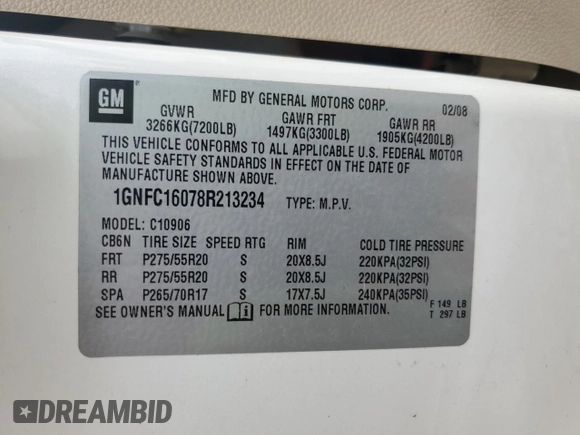 GM
MFD BY GENERAL MOTORS CORP. 02/08
GVWR GAWR FRT GAWR RR
3266KG(7200LB) 1497KG(3300LB) 1905KG(4200LB)
THIS VEHICLE CONFORMS TO ALL APPLICABLE U.S. FEDERAL MOTOR
VEHICLE SAFETY STANDARDS IN EFFECT ON THE DATE OF
MANUFACTURE SHOWN ABOVE.
1GNFC16078R213234 TYPE: M.P.V.
MODEL: C10906
CB6N TIRE SIZE SPEED RTG RIM COLD TIRE PRESSURE
FRT P275/55R20 S 20X8.5J 220KPA(32PSI)
RR P275/55R20 S 20X8.5J 220KPA(32PSI)
SPA P265/70R17 S 17X7.5J 240KPA(35PSI)
SEE OWNER'S MANUAL FOR MORE INFORMATION. F 149 LB
T 297 LB
DREAMBID